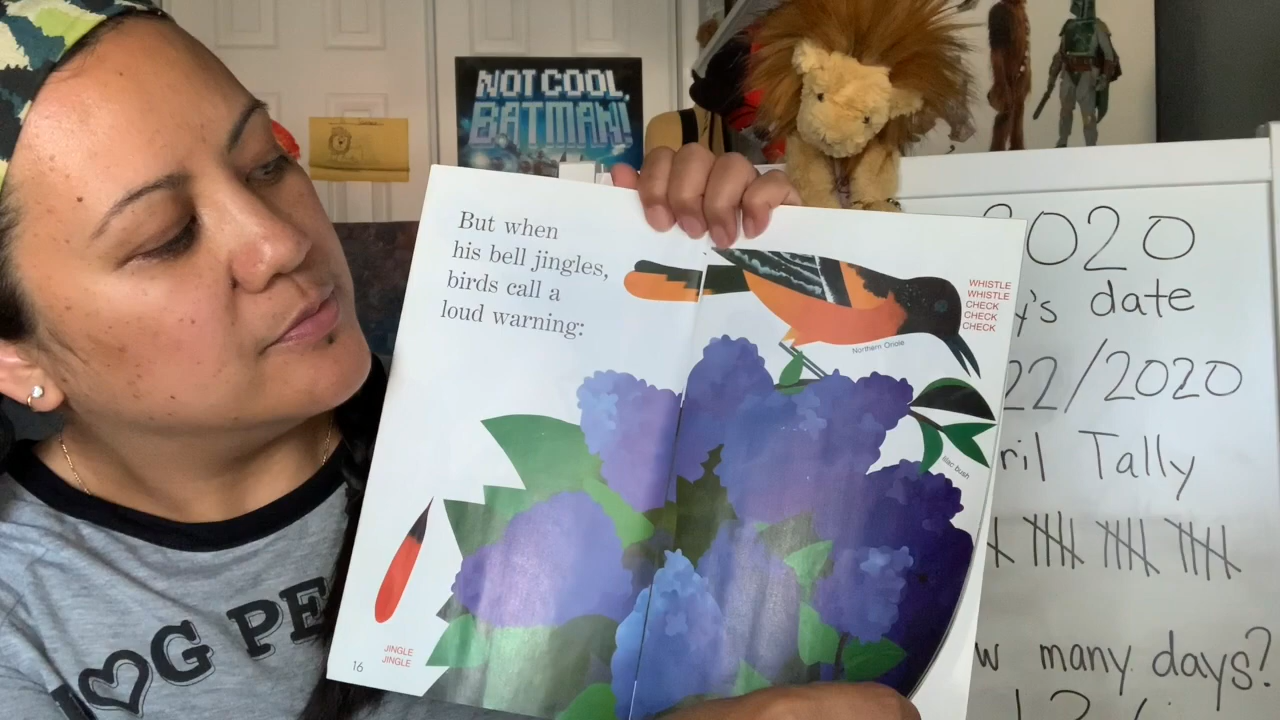 NOT COOL,
BATMAN!
But when
his bell jingles,
birds call a
loud warning:
WHISTLE
WHISTLE
CHECK
CHECK
CHECK
Northern Oriole
lilac bush
JINGLE
JINGLE
16
2020
date
22/2020
Tally
many days?